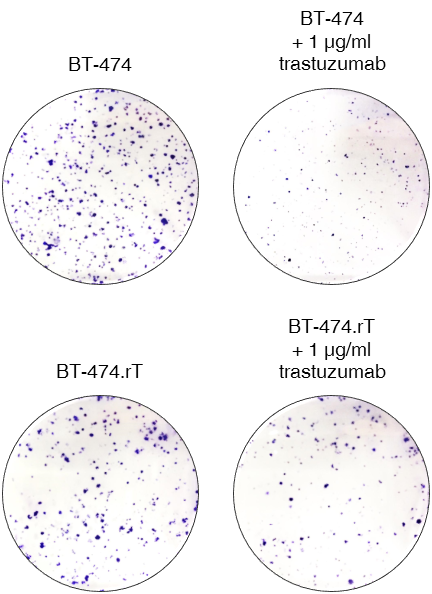 BT-474
BT-474
+ 1 µg/ml
trastuzumab
BT-474.rT
BT-474.rT
+ 1 µg/ml
trastuzumab